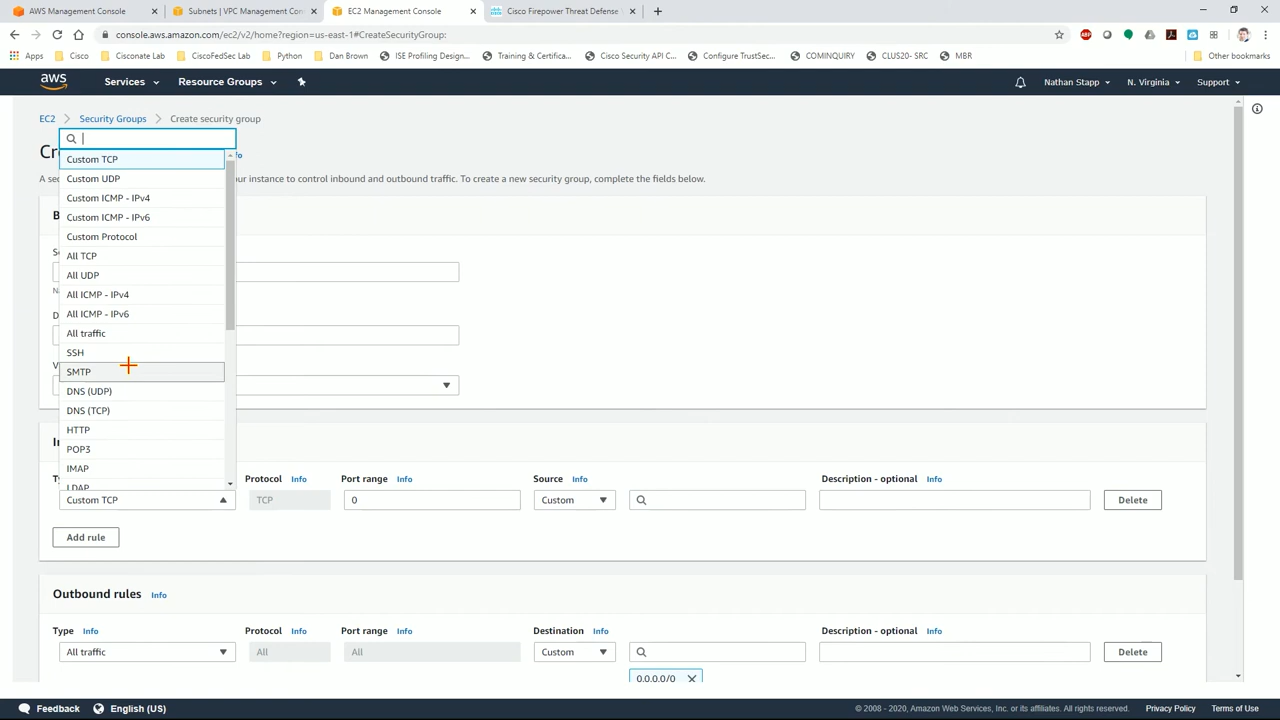 AWS Management Console
Subnets | VPC Management Con
EC2 Management Console
Cisco Firepower Threat Defense
console.aws.amazon.com/ec2/v2/home?region=us-east-1#CreateSecurityGroup:
Apps
Cisco
Cisconate Lab
CiscoFedSec Lab
Python
Dan Brown
ISE Profiling Design...
Training & Certifica...
Cisco Security API C...
Configure TrustSec...
COMINQUIRY
CLUS20- SRC
MBR
Other bookmarks
aws
Services
Resource Groups
Nathan Stapp
N. Virginia
Support
EC2 > Security Groups > Create security group
your instance to control inbound and outbound traffic. To create a new security group, complete the fields below.
Custom TCP
Custom UDP
Custom ICMP - IPv4
Custom ICMP - IPv6
Custom Protocol
All TCP
All UDP
All ICMP - IPv4
All ICMP - IPv6
All traffic
SSH
SMTP
DNS (UDP)
DNS (TCP)
HTTP
POP3
IMAP
LDAP
Protocol Info
Port range Info
Source Info
Description - optional Info
Custom TCP
TCP
0
Custom
Delete
Add rule
Outbound rules Info
Type Info
Protocol Info
Port range Info
Destination Info
Description - optional Info
All traffic
All
All
Custom
Delete
0.0.0.0/0
Feedback
English (US)
© 2008 - 2020, Amazon Web Services, Inc. or its affiliates. All rights reserved.
Privacy Policy
Terms of Use